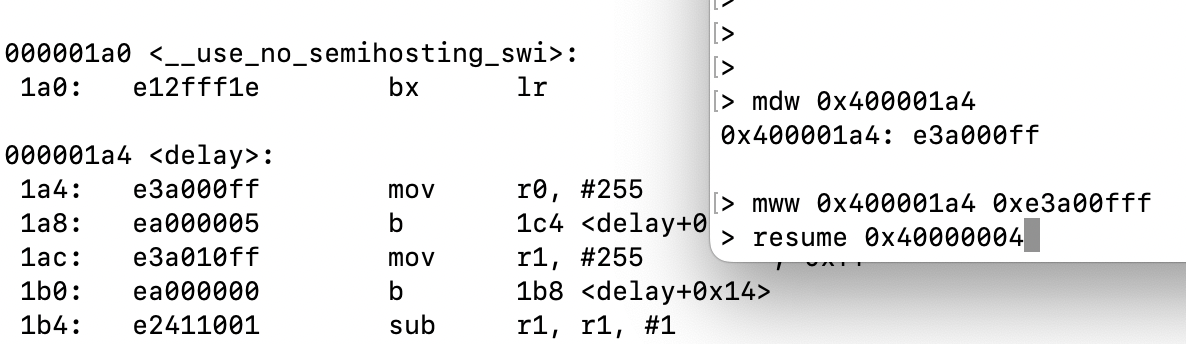 000001a0 <__use_no_semihosting_swi>:
1a0: e12fff1e bx lr
000001a4 <delay>:
1a4: e3a000ff mov r0, #255
1a8: ea000005 b 1c4 <delay+0
1ac: e3a010ff mov r1, #255
1b0: ea000000 b 1b8 <delay+0x14>
1b4: e2411001 sub r1, r1, #1
[>
[>
[>
[> mdw 0x400001a4
0x400001a4: e3a000ff
[> mww 0x400001a4 0xe3a00fff
> resume 0x40000004